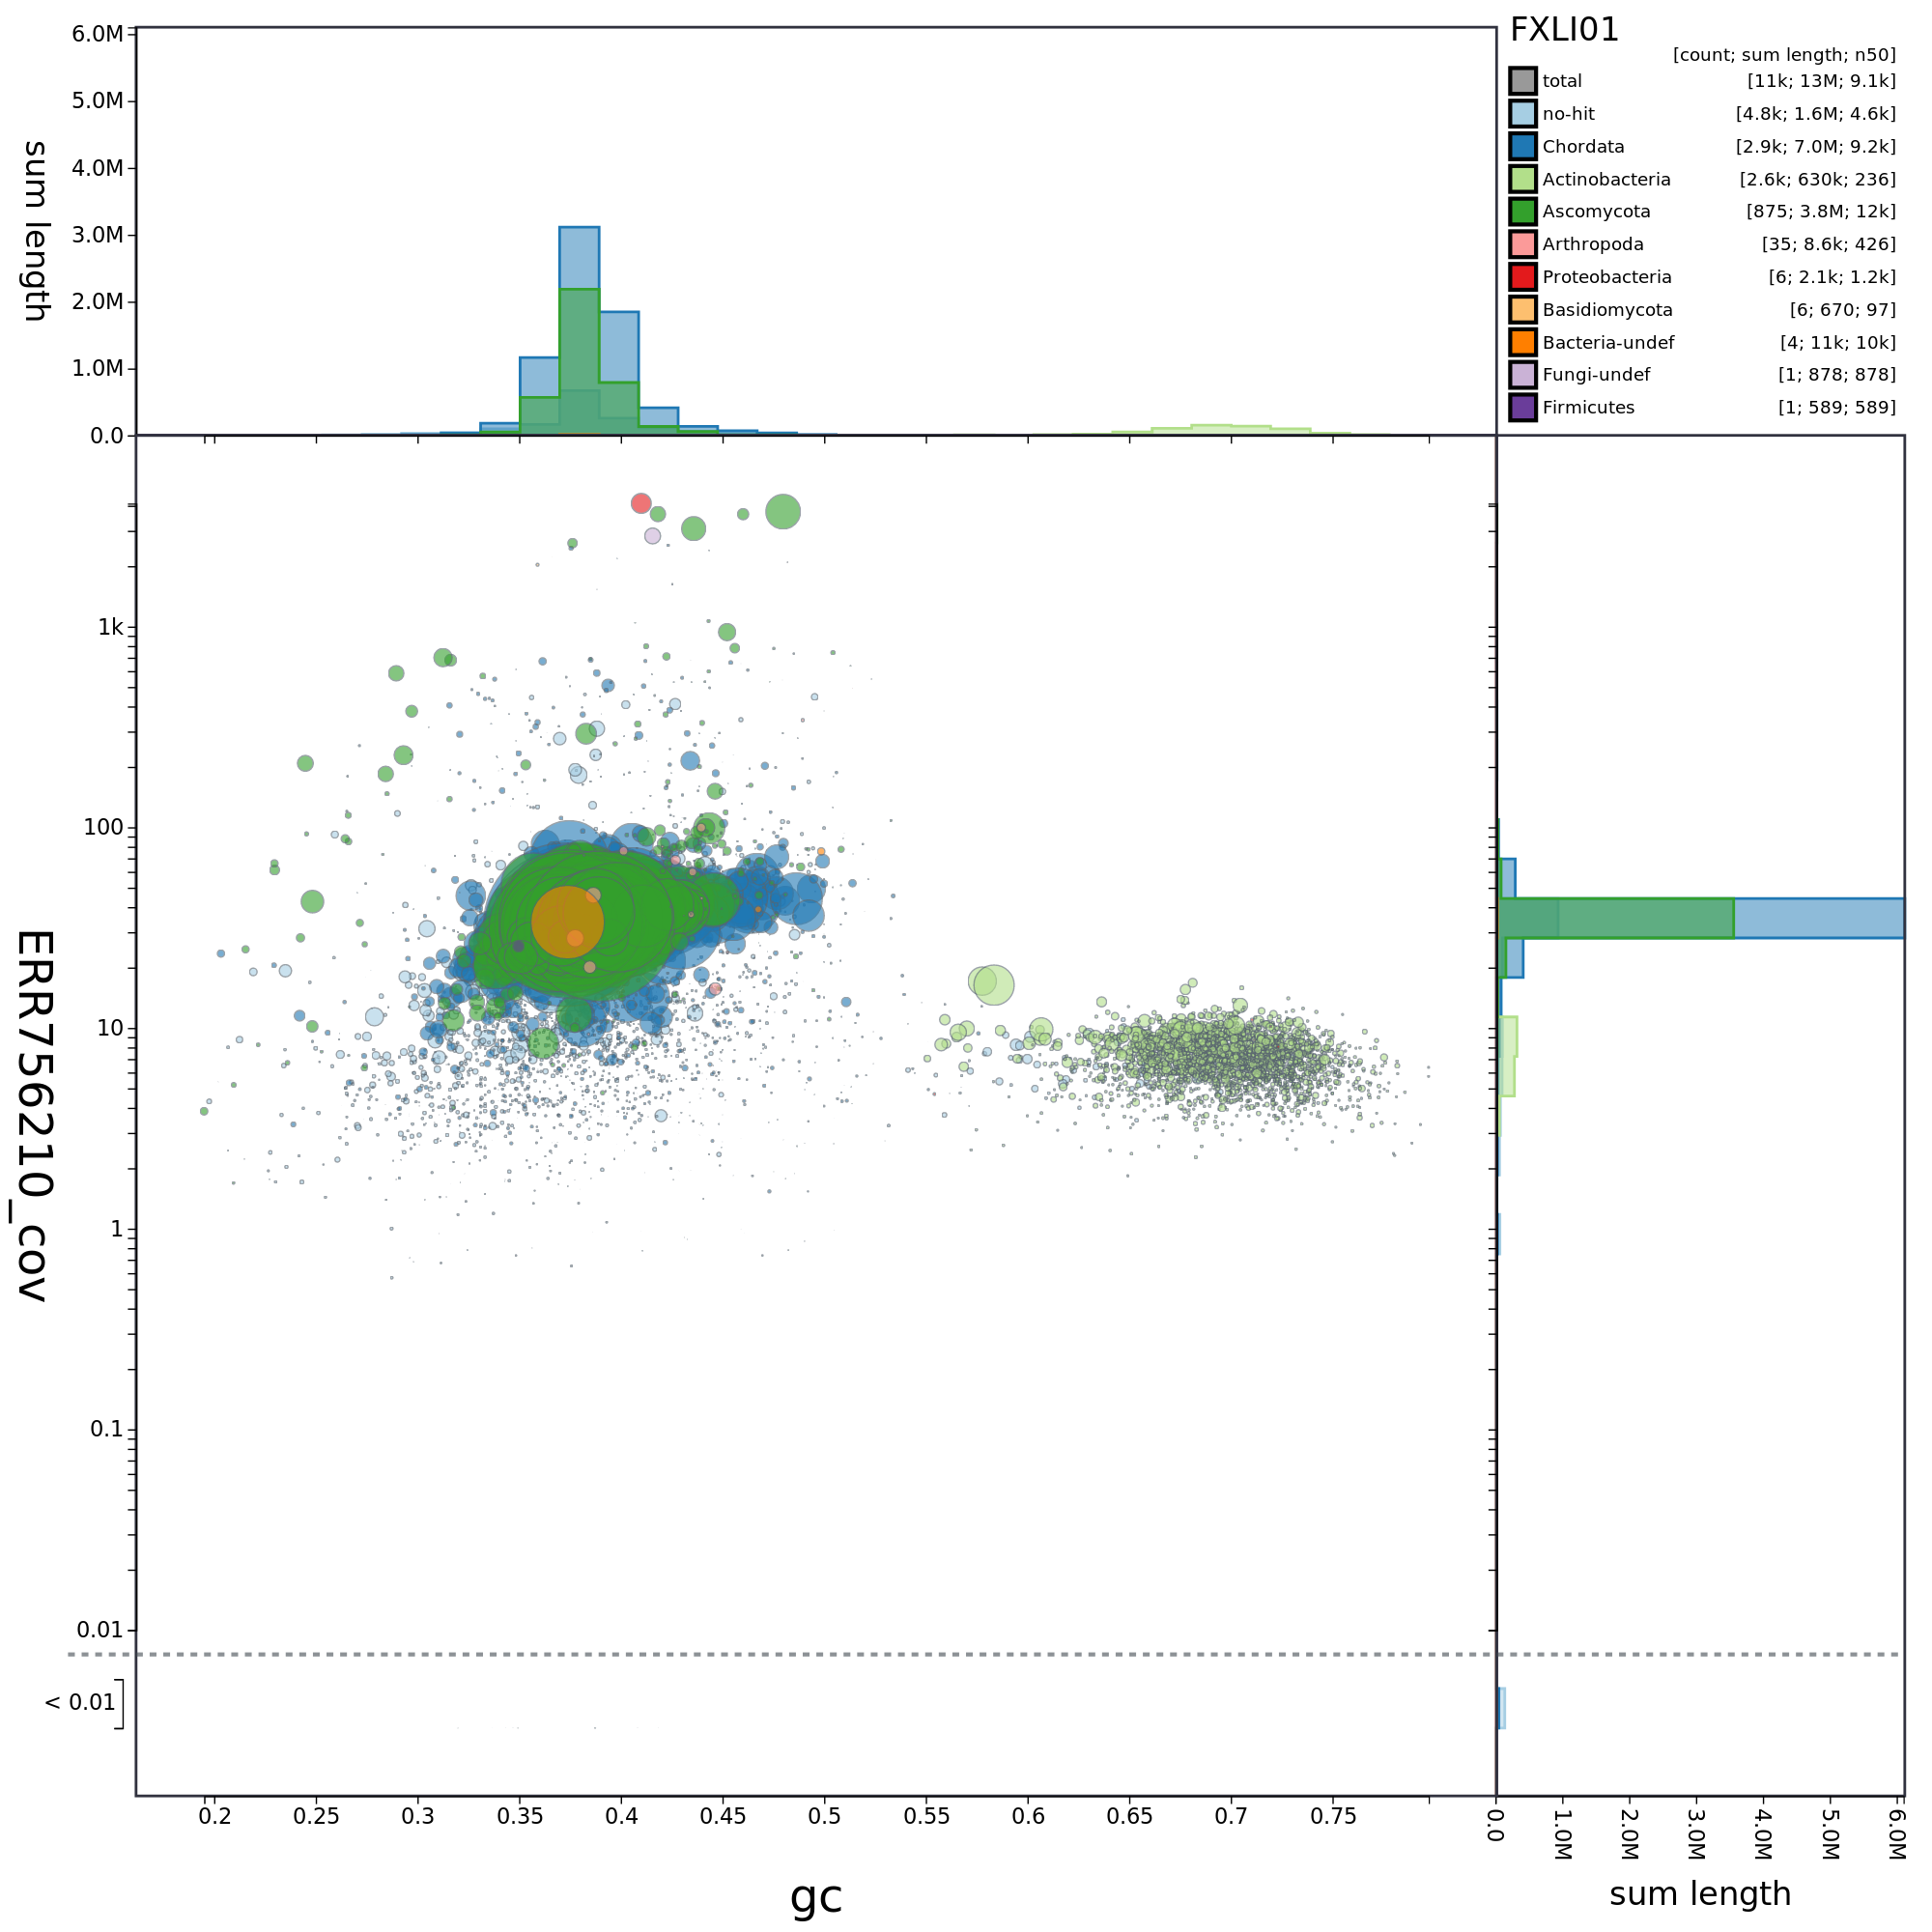 FXLI01
[count; sum length; n50]
total [11k; 13M; 9.1k]
no-hit [4.8k; 1.6M; 4.6k]
Chordata [2.9k; 7.0M; 9.2k]
Actinobacteria [2.6k; 630k; 236]
Ascomycota [875; 3.8M; 12k]
Arthropoda [35; 8.6k; 426]
Proteobacteria [6; 2.1k; 1.2k]
Basidiomycota [6; 670; 97]
Bacteria-undef [4; 11k; 10k]
Fungi-undef [1; 878; 878]
Firmicutes [1; 589; 589]
sum length
6.0M
5.0M
4.0M
3.0M
2.0M
1.0M
0.0
ERR756210_cov
1k
100
10
1
0.1
0.01
< 0.01
0.2 0.25 0.3 0.35 0.4 0.45 0.5 0.55 0.6 0.65 0.7 0.75
gc
0.0 1.0M 2.0M 3.0M 4.0M 5.0M 6.0M
sum length